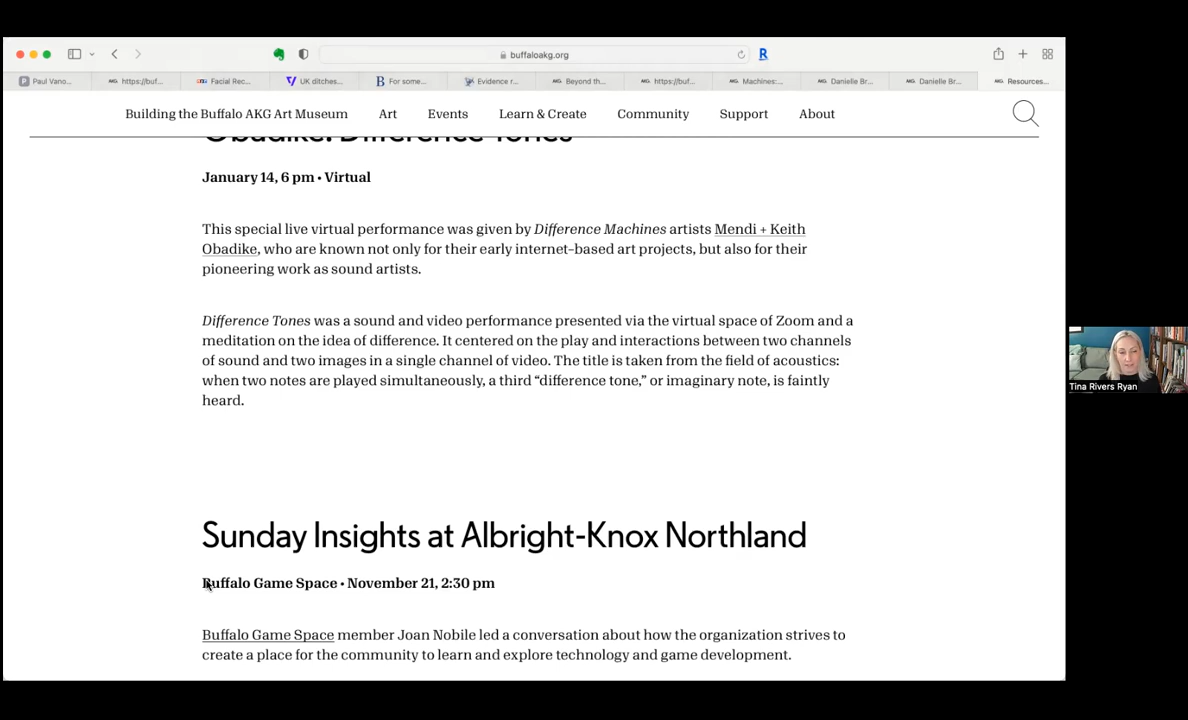 buffaloakg.org
R
Paul Vano...
https://buf...
Facial Rec...
UK ditches...
For some...
Evidence r...
Beyond th...
https://buf...
Machines:...
Danielle Br...
Danielle Br...
Resources...
Building the Buffalo AKG Art Museum
Art
Events
Learn & Create
Community
Support
About
Obadike: Difference Tones
January 14, 6 pm • Virtual
This special live virtual performance was given by Difference Machines artists Mendi + Keith
Obadike, who are known not only for their early internet-based art projects, but also for their
pioneering work as sound artists.
Difference Tones was a sound and video performance presented via the virtual space of Zoom and a
meditation on the idea of difference. It centered on the play and interactions between two channels
of sound and two images in a single channel of video. The title is taken from the field of acoustics:
when two notes are played simultaneously, a third “difference tone,” or imaginary note, is faintly
heard.
Tina Rivers Ryan
Sunday Insights at Albright-Knox Northland
Buffalo Game Space • November 21, 2:30 pm
Buffalo Game Space member Joan Nobile led a conversation about how the organization strives to
create a place for the community to learn and explore technology and game development.